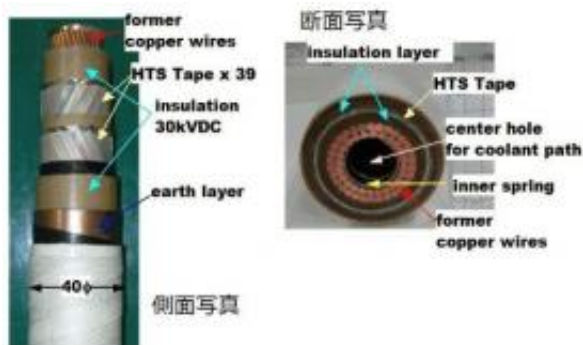 former
copper wires
HTS Tape x 39
insulation
30kVDC
earth layer
40φ
側面写真
断面写真
insulation layer
HTS Tape
center hole
for coolant path
inner spring
former
copper wires